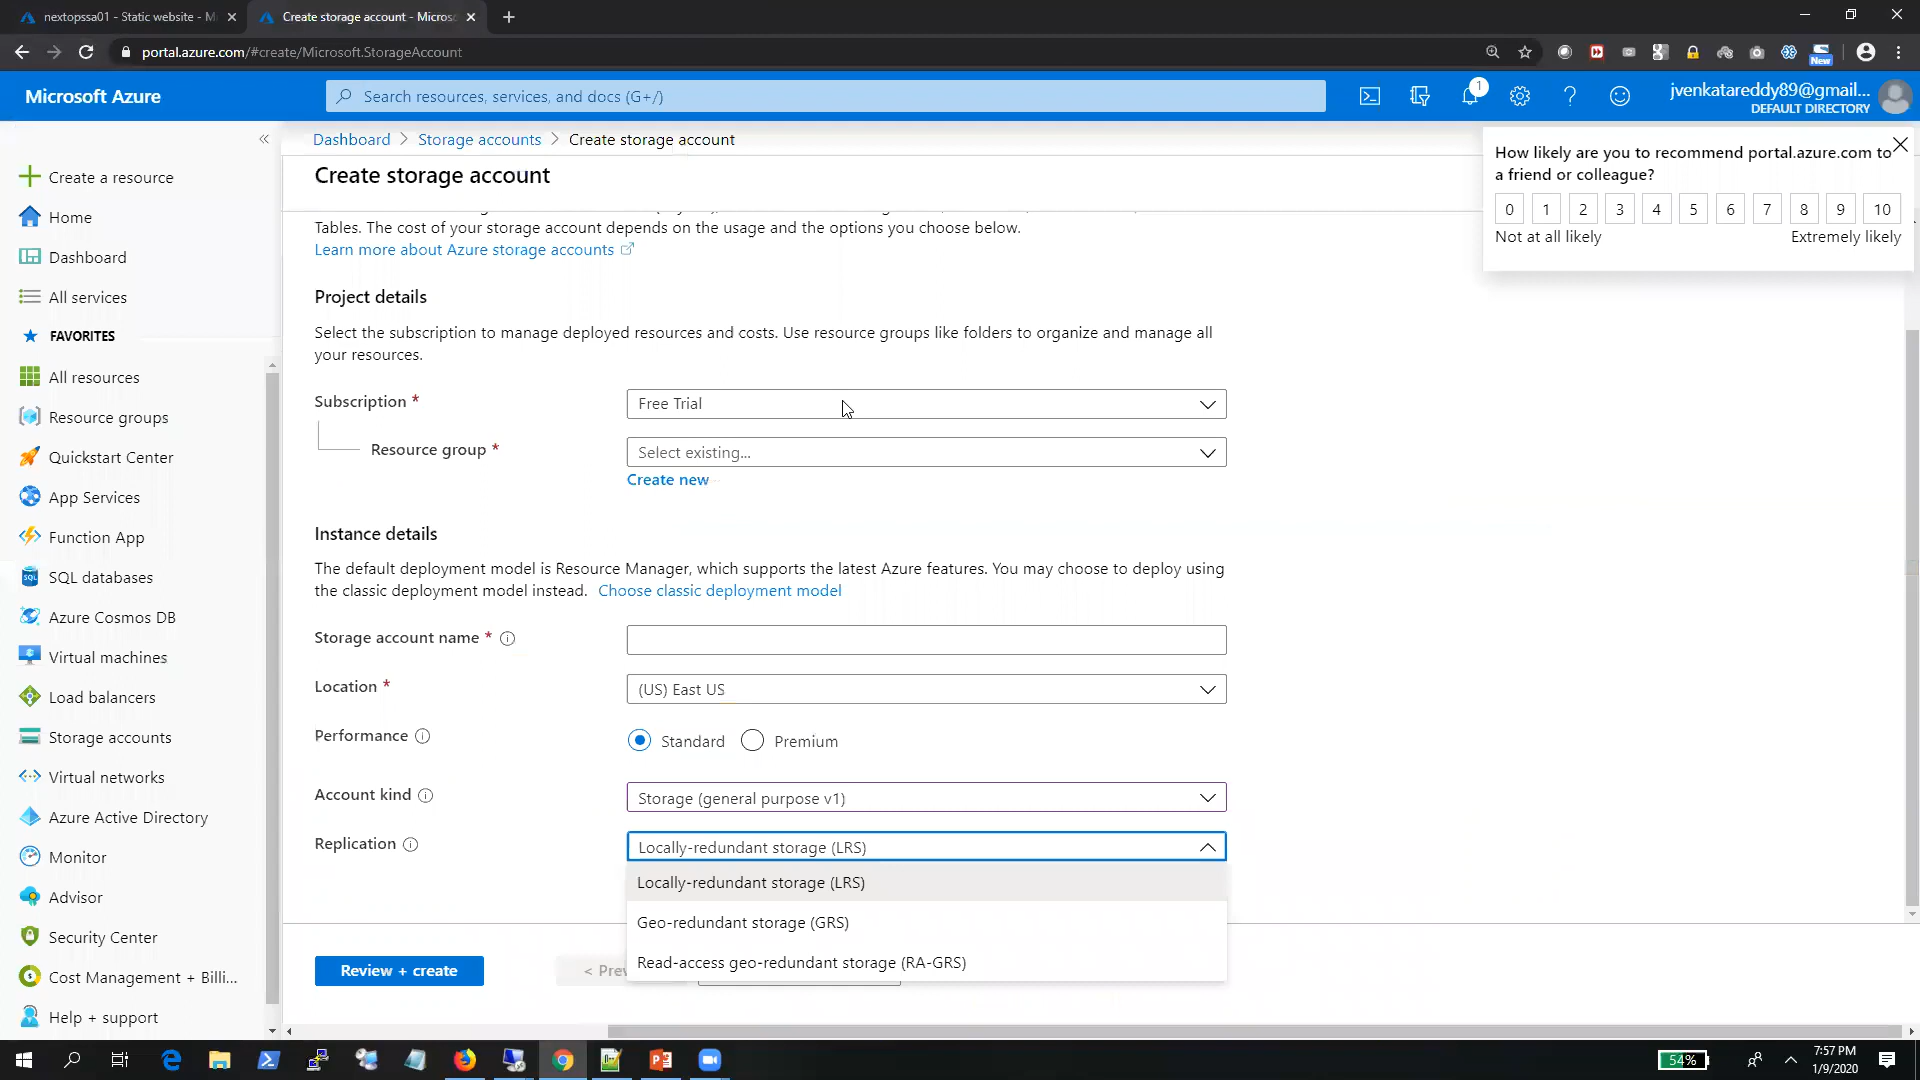 nextopssa01 - Static website - M
Create storage account - Micros
portal.azure.com/#create/Microsoft.StorageAccount
New
Microsoft Azure
Search resources, services, and docs (G+/)
1
jvenkatareddy89@gmail...
DEFAULT DIRECTORY
Dashboard > Storage accounts > Create storage account
Create storage account
How likely are you to recommend portal.azure.com to
a friend or colleague?
0 1 2 3 4 5 6 7 8 9 10
Not at all likely Extremely likely
Create a resource
Home
Dashboard
All services
FAVORITES
All resources
Resource groups
Quickstart Center
App Services
Function App
SQL databases
Azure Cosmos DB
Virtual machines
Load balancers
Storage accounts
Virtual networks
Azure Active Directory
Monitor
Advisor
Security Center
Cost Management + Billi...
Help + support
Tables. The cost of your storage account depends on the usage and the options you choose below.
Learn more about Azure storage accounts
Project details
Select the subscription to manage deployed resources and costs. Use resource groups like folders to organize and manage all
your resources.
Subscription *
Free Trial
Resource group *
Select existing...
Create new
Instance details
The default deployment model is Resource Manager, which supports the latest Azure features. You may choose to deploy using
the classic deployment model instead. Choose classic deployment model
Storage account name *
Location *
(US) East US
Performance
Standard Premium
Account kind
Storage (general purpose v1)
Replication
Locally-redundant storage (LRS)
Locally-redundant storage (LRS)
Geo-redundant storage (GRS)
Read-access geo-redundant storage (RA-GRS)
Review + create
< Prev
54%
7:57 PM
1/9/2020